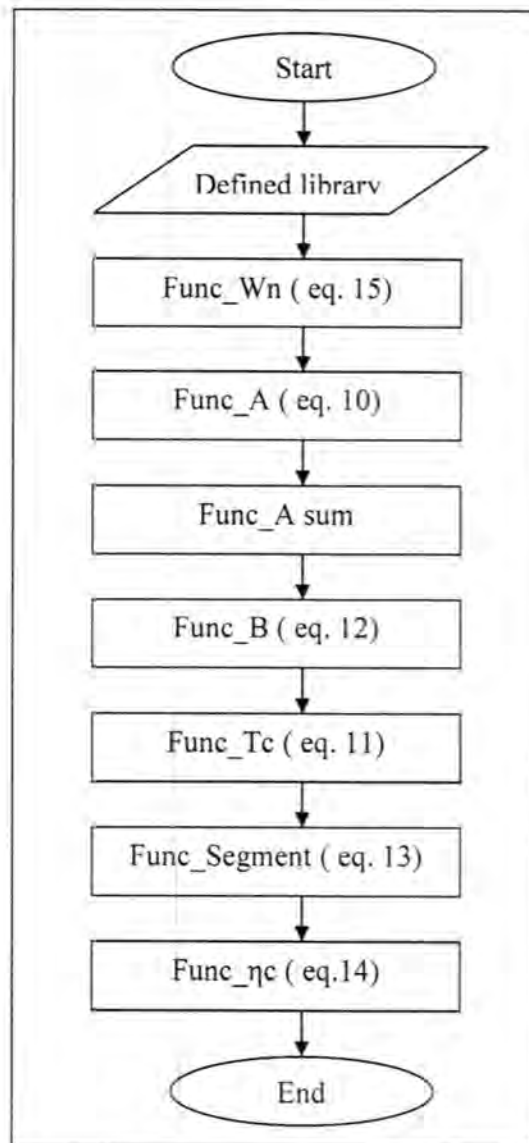 Start
Defined library
Func_Wn ( eq. 15)
Func_A ( eq. 10)
Func_A sum
Func_B ( eq. 12)
Func_Tc ( eq. 11)
Func_Segment ( eq. 13)
Func_ηc ( eq.14)
End